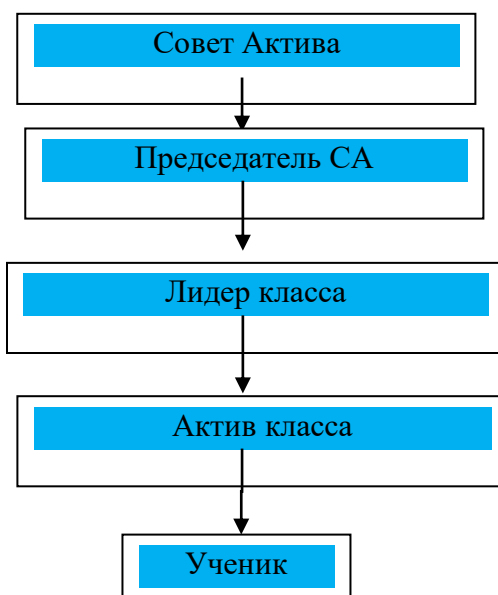 Совет Актива
Председатель СА
Лидер класса
Актив класса
Ученик